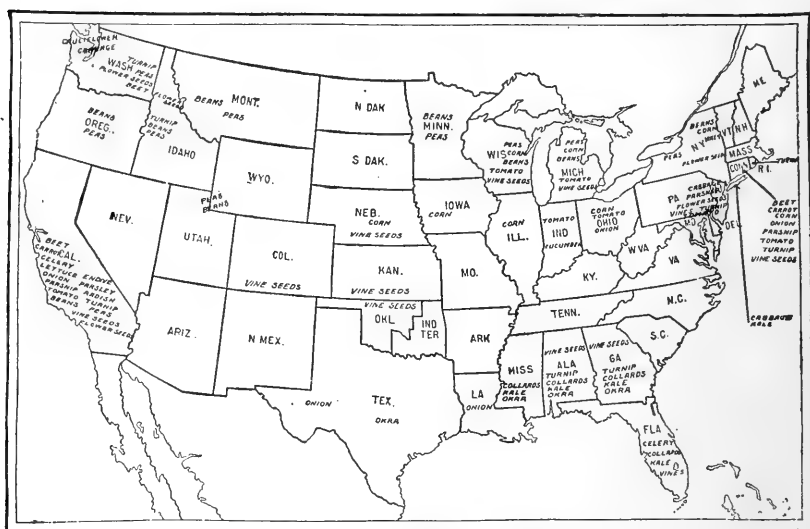 CAULIFLOWER
CABBAGE
WASH
TURNIP
PEAS
FLOWER SEEDS
BEET
BEANS
OREG.
PEAS
FLOWER
SEED
TURNIP
BEANS
PEAS
IDAHO
BEANS
MONT.
PEAS
WYO.
PEAS
BEANS
NEV.
UTAH.
COL.
VINE SEEDS
BEET
CARROT
CAL.
CELERY
LETTUCE ENDIVE
ONION PARSLEY
PARSNIP RADISH
TOMATO TURNIP
BEANS PEAS
VINE SEEDS
FLOWER SEEDS
ARIZ.
N MEX.
N DAK
S DAK.
NEB.
CORN
VINE SEEDS
KAN.
VINE SEEDS
VINE SEEDS
OKL
IND
TER
TEX.
ONION
OKRA
BEANS
MINN.
PEAS
IOWA
CORN
MO.
ARK
LA
ONION
WIS
PEAS
CORN
BEANS
TOMATO
VINE SEEDS
PEAS
CORN
BEANS
MICH
TOMATO
VINE SEEDS
CORN
ILL.
TOMATO
IND
CUCUMBER
CORN
TOMATO
OHIO
ONION
KY.
TENN.
MISS
COLLARDS
KALE
OKRA
VINE SEEDS
ALA
TURNIP
COLLARDS
KALE
OKRA
VINE SEEDS
GA
TURNIP
COLLARDS
KALE
OKRA
FLA
CELERY
COLLARDS
KALE
VINES
S.C.
N.C.
VA
W VA
PA
CABBAGE
PARSNIP
FLOWER SEEDS
VINE TURNIP
MD
DEL
BEANS
CORN
NY
PEAS
FLOWER SEED
VT
NH
ME.
MASS
CON
R.I.
BEET
CARROT
CORN
ONION
PARSNIP
TOMATO
TURNIP
VINE SEEDS
CABBAGE
KALE